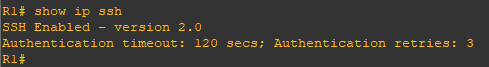 R1# show ip ssh
SSH Enabled - version 2.0
Authentication timeout: 120 secs; Authentication retries: 3
R1#